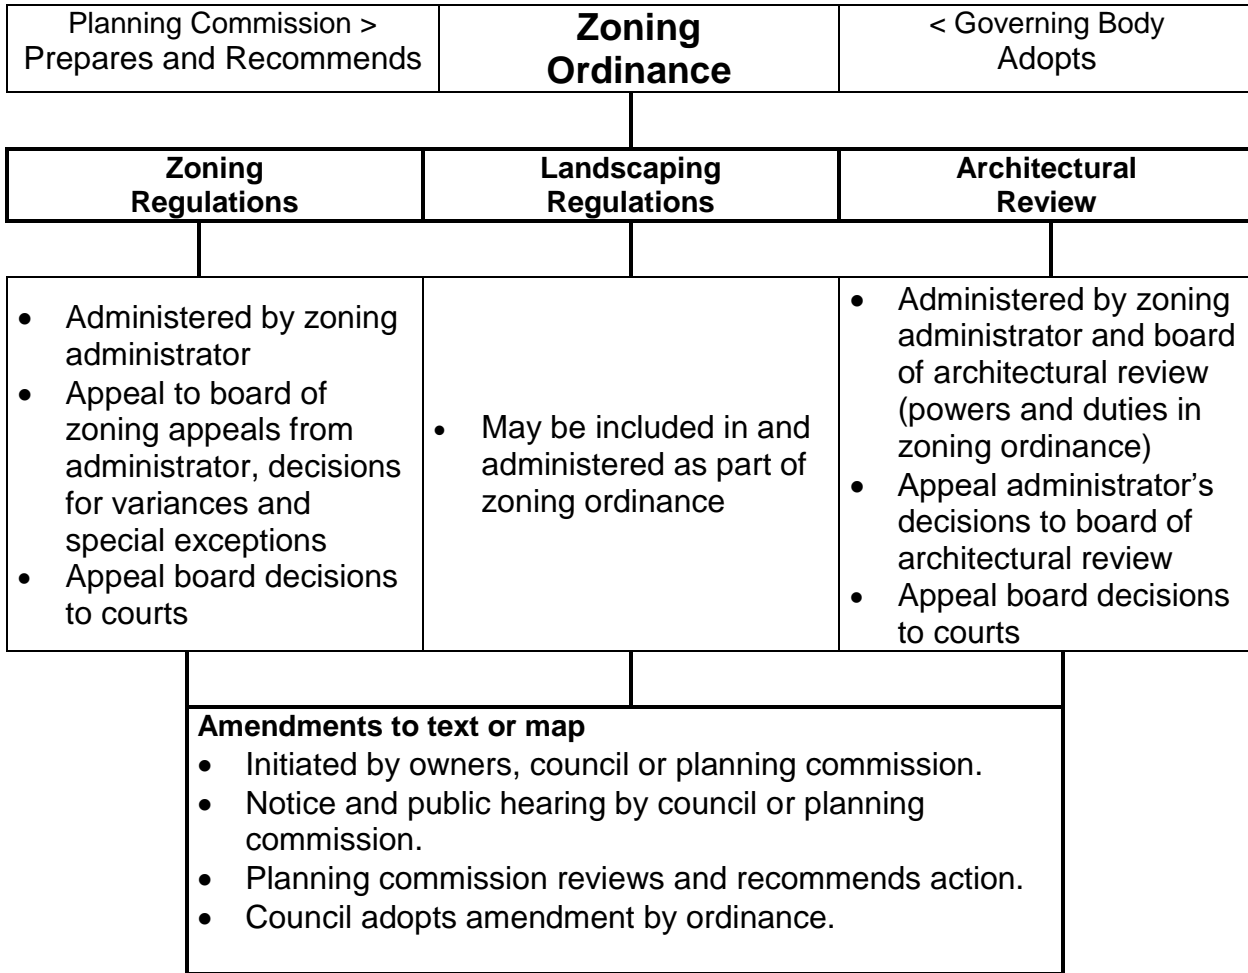 Planning Commission >
Prepares and Recommends
Zoning
Ordinance
< Governing Body
Adopts
Zoning
Regulations
Landscaping
Regulations
Architectural
Review
• Administered by zoning
administrator
• Appeal to board of
zoning appeals from
administrator, decisions
for variances and
special exceptions
• Appeal board decisions
to courts
• May be included in and
administered as part of
zoning ordinance
• Administered by zoning
administrator and board
of architectural review
(powers and duties in
zoning ordinance)
• Appeal administrator’s
decisions to board of
architectural review
• Appeal board decisions
to courts
Amendments to text or map
• Initiated by owners, council or planning commission.
• Notice and public hearing by council or planning
commission.
• Planning commission reviews and recommends action.
• Council adopts amendment by ordinance.